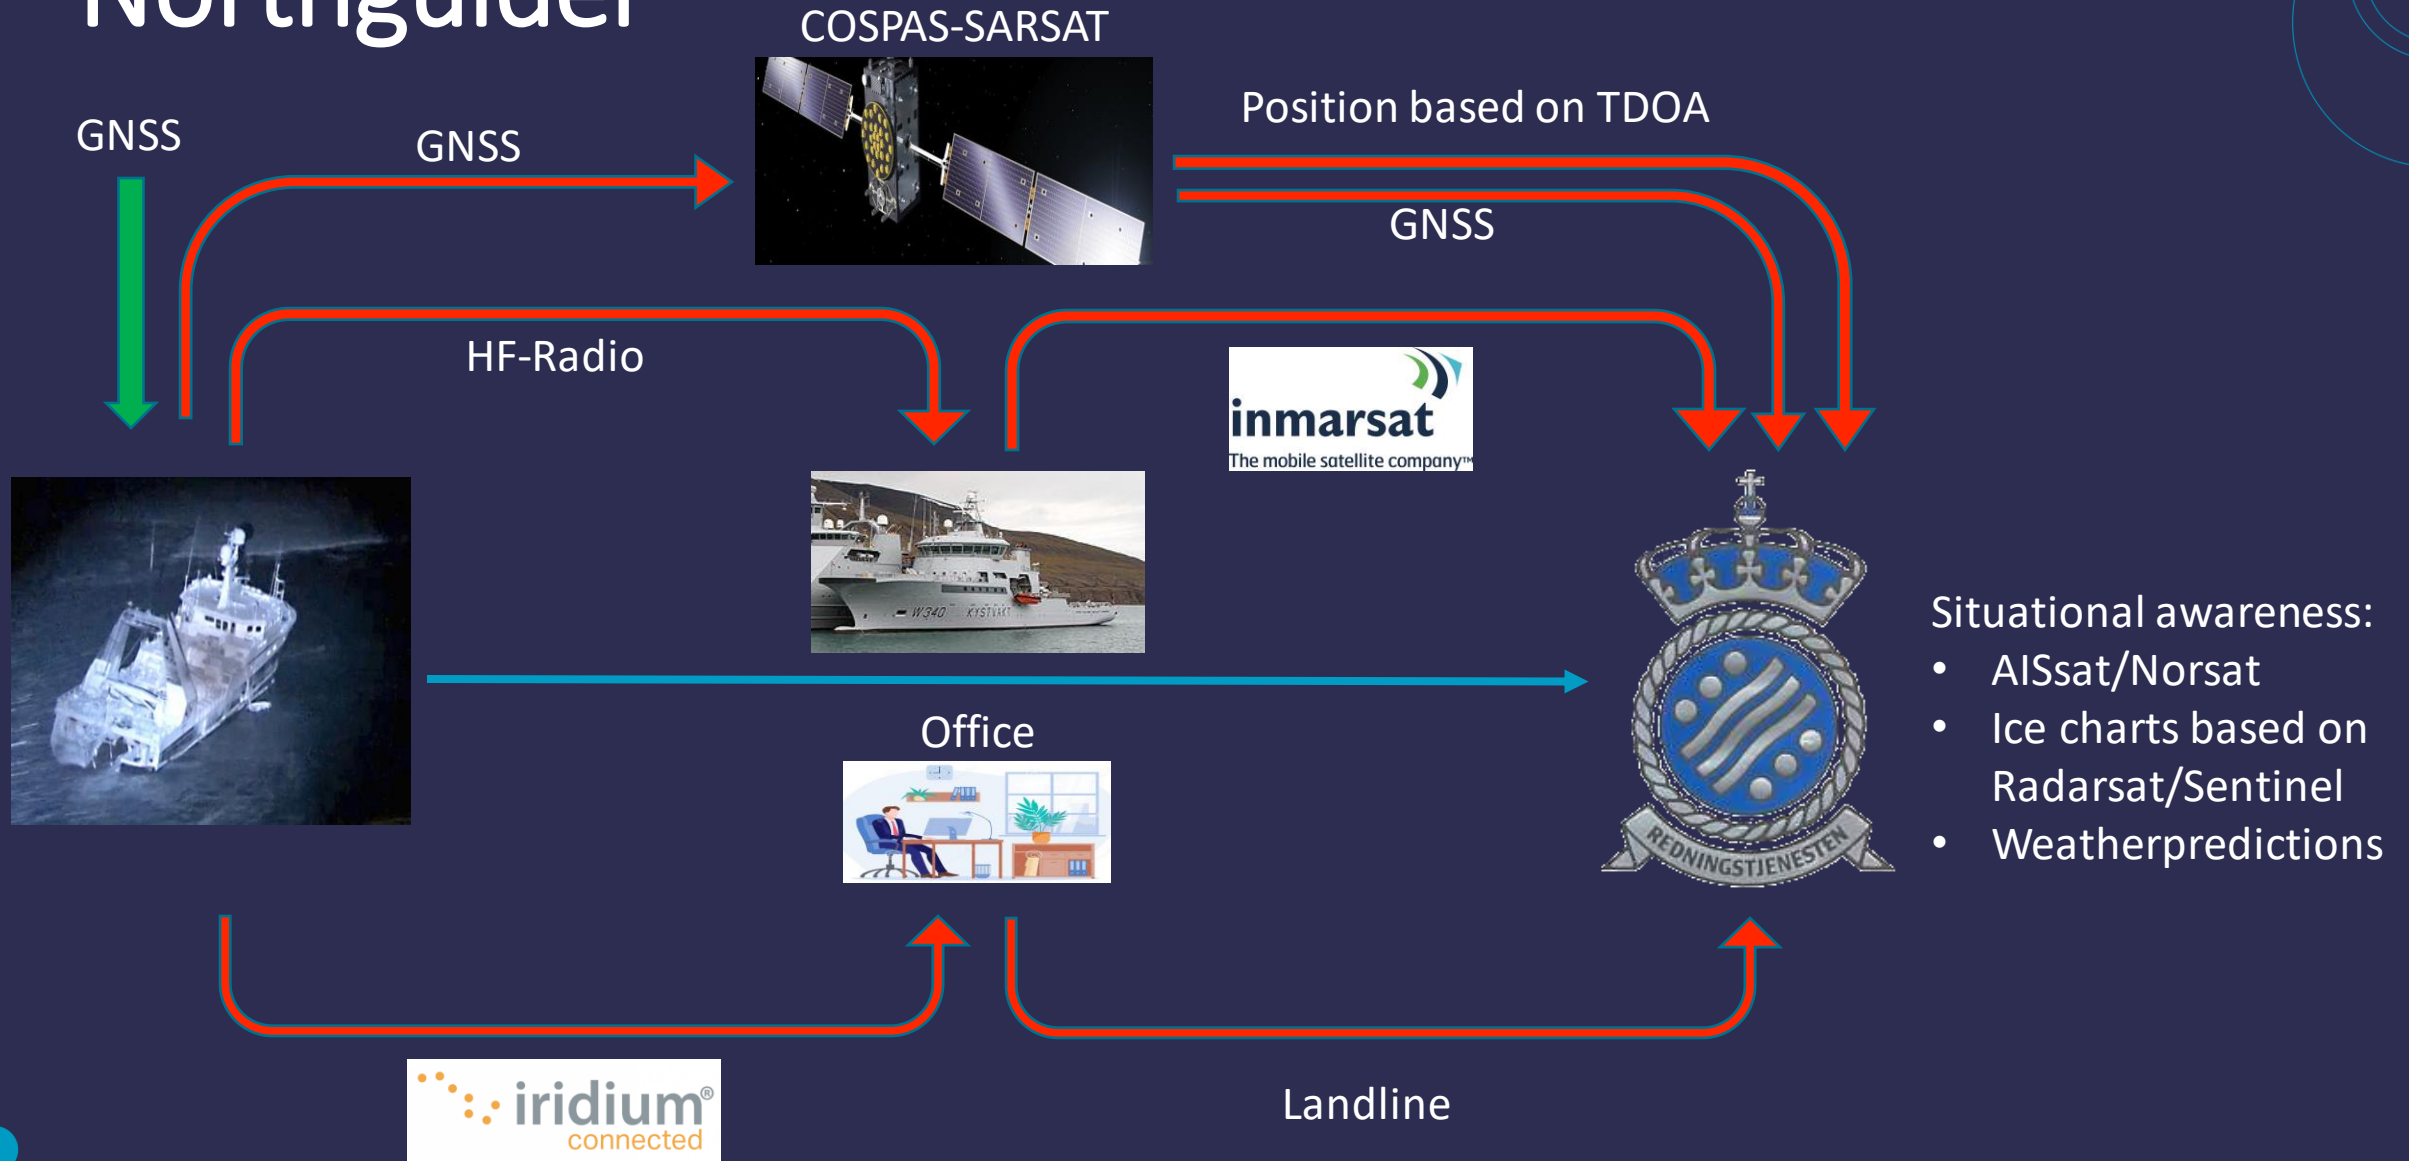 Northguider
COSPAS-SARSAT
GNSS
GNSS
Position based on TDOA
GNSS
HF-Radio
inmarsat
The mobile satellite company™
W340 KYSTVAKT
Office
REDNINGSTJENESTEN
Situational awareness:
• AISsat/Norsat
• Ice charts based on
Radarsat/Sentinel
• Weatherpredictions
iridium®
connected
Landline